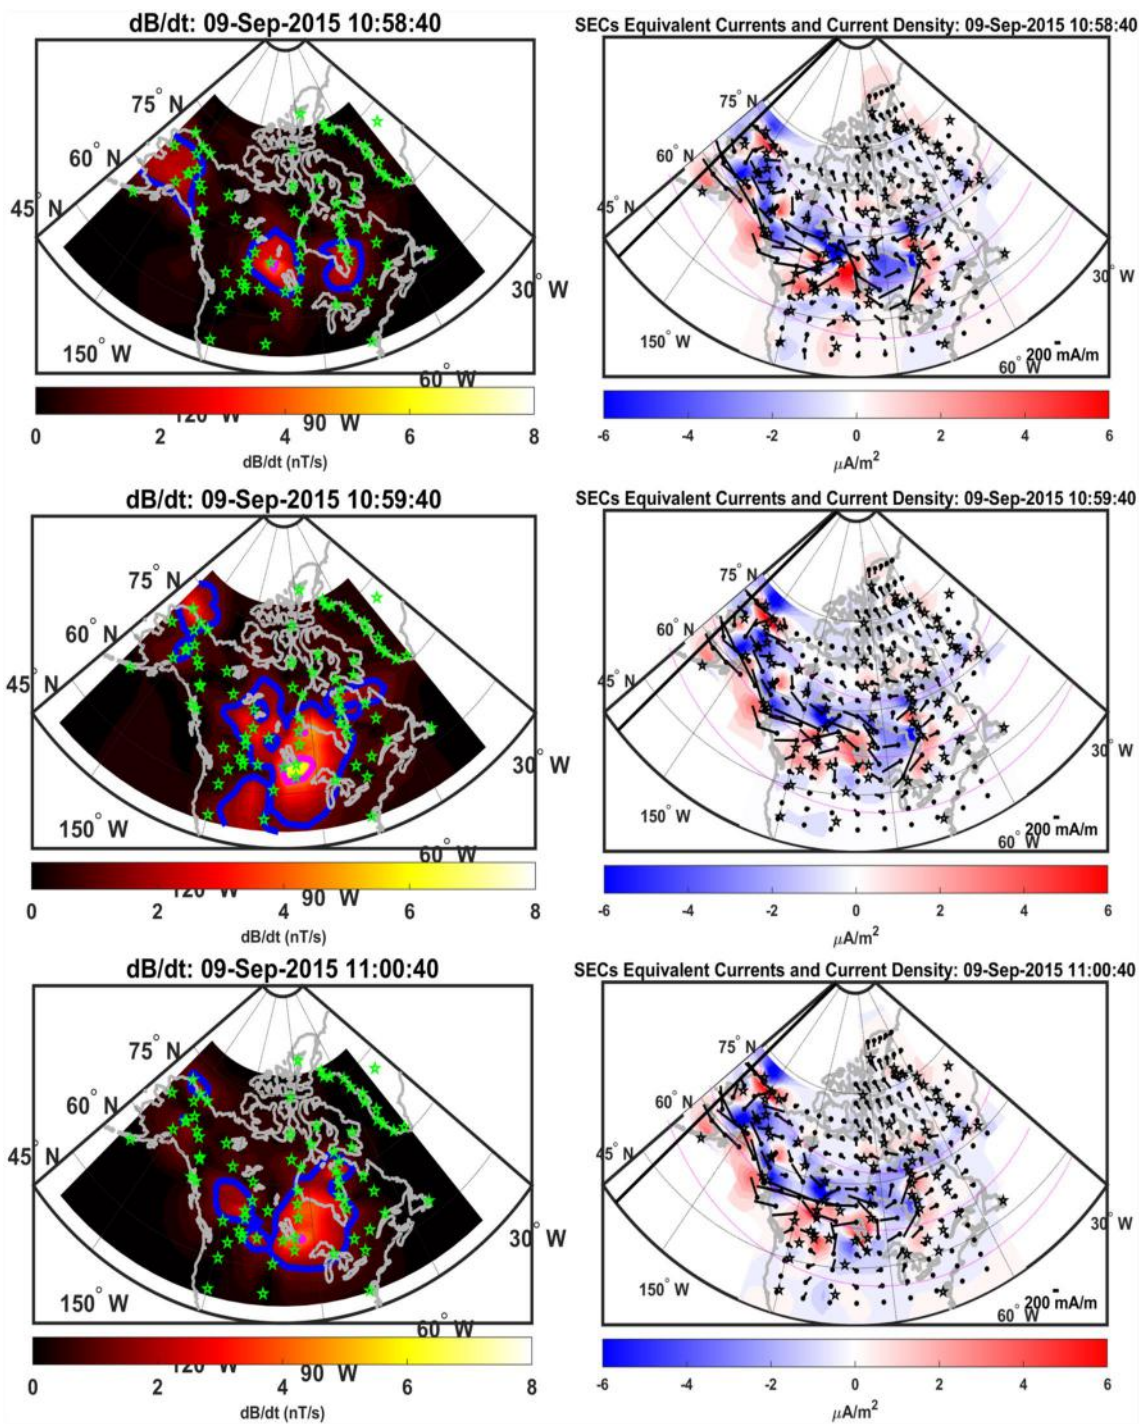 dB/dt: 09-Sep-2015 10:58:40
75° N
60° N
45° N
30° W
150° W
60° W
120° W
90° W
0 2 4 6 8
dB/dt (nT/s)
SECs Equivalent Currents and Current Density: 09-Sep-2015 10:58:40
75° N
60° N
45° N
30° W
150° W
200 mA/m
60° W
-6 -4 -2 0 2 4 6
μA/m²
dB/dt: 09-Sep-2015 10:59:40
75° N
60° N
45° N
30° W
150° W
60° W
120° W
90° W
0 2 4 6 8
dB/dt (nT/s)
SECs Equivalent Currents and Current Density: 09-Sep-2015 10:59:40
75° N
60° N
45° N
30° W
150° W
200 mA/m
60° W
-6 -4 -2 0 2 4 6
μA/m²
dB/dt: 09-Sep-2015 11:00:40
75° N
60° N
45° N
30° W
150° W
60° W
120° W
90° W
0 2 4 6 8
dB/dt (nT/s)
SECs Equivalent Currents and Current Density: 09-Sep-2015 11:00:40
75° N
60° N
45° N
30° W
150° W
200 mA/m
60° W
-6 -4 -2 0 2 4 6
μA/m²